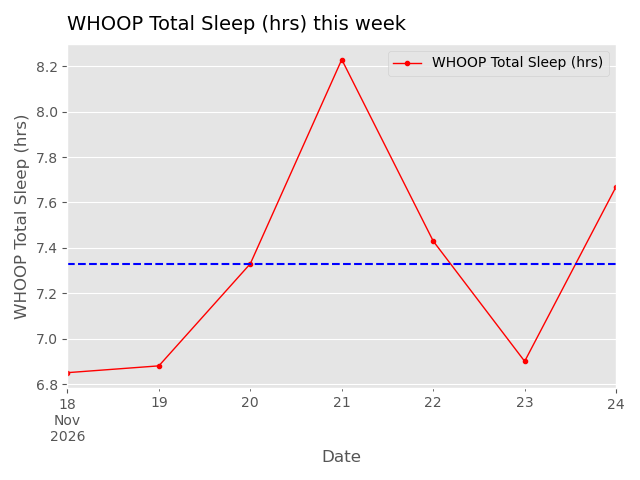 WHOOP Total Sleep (hrs) this week
WHOOP Total Sleep (hrs)
WHOOP Total Sleep (hrs)
8.2
8.0
7.8
7.6
7.4
7.2
7.0
6.8
18 19 20 21 22 23 24
Nov
2026
Date